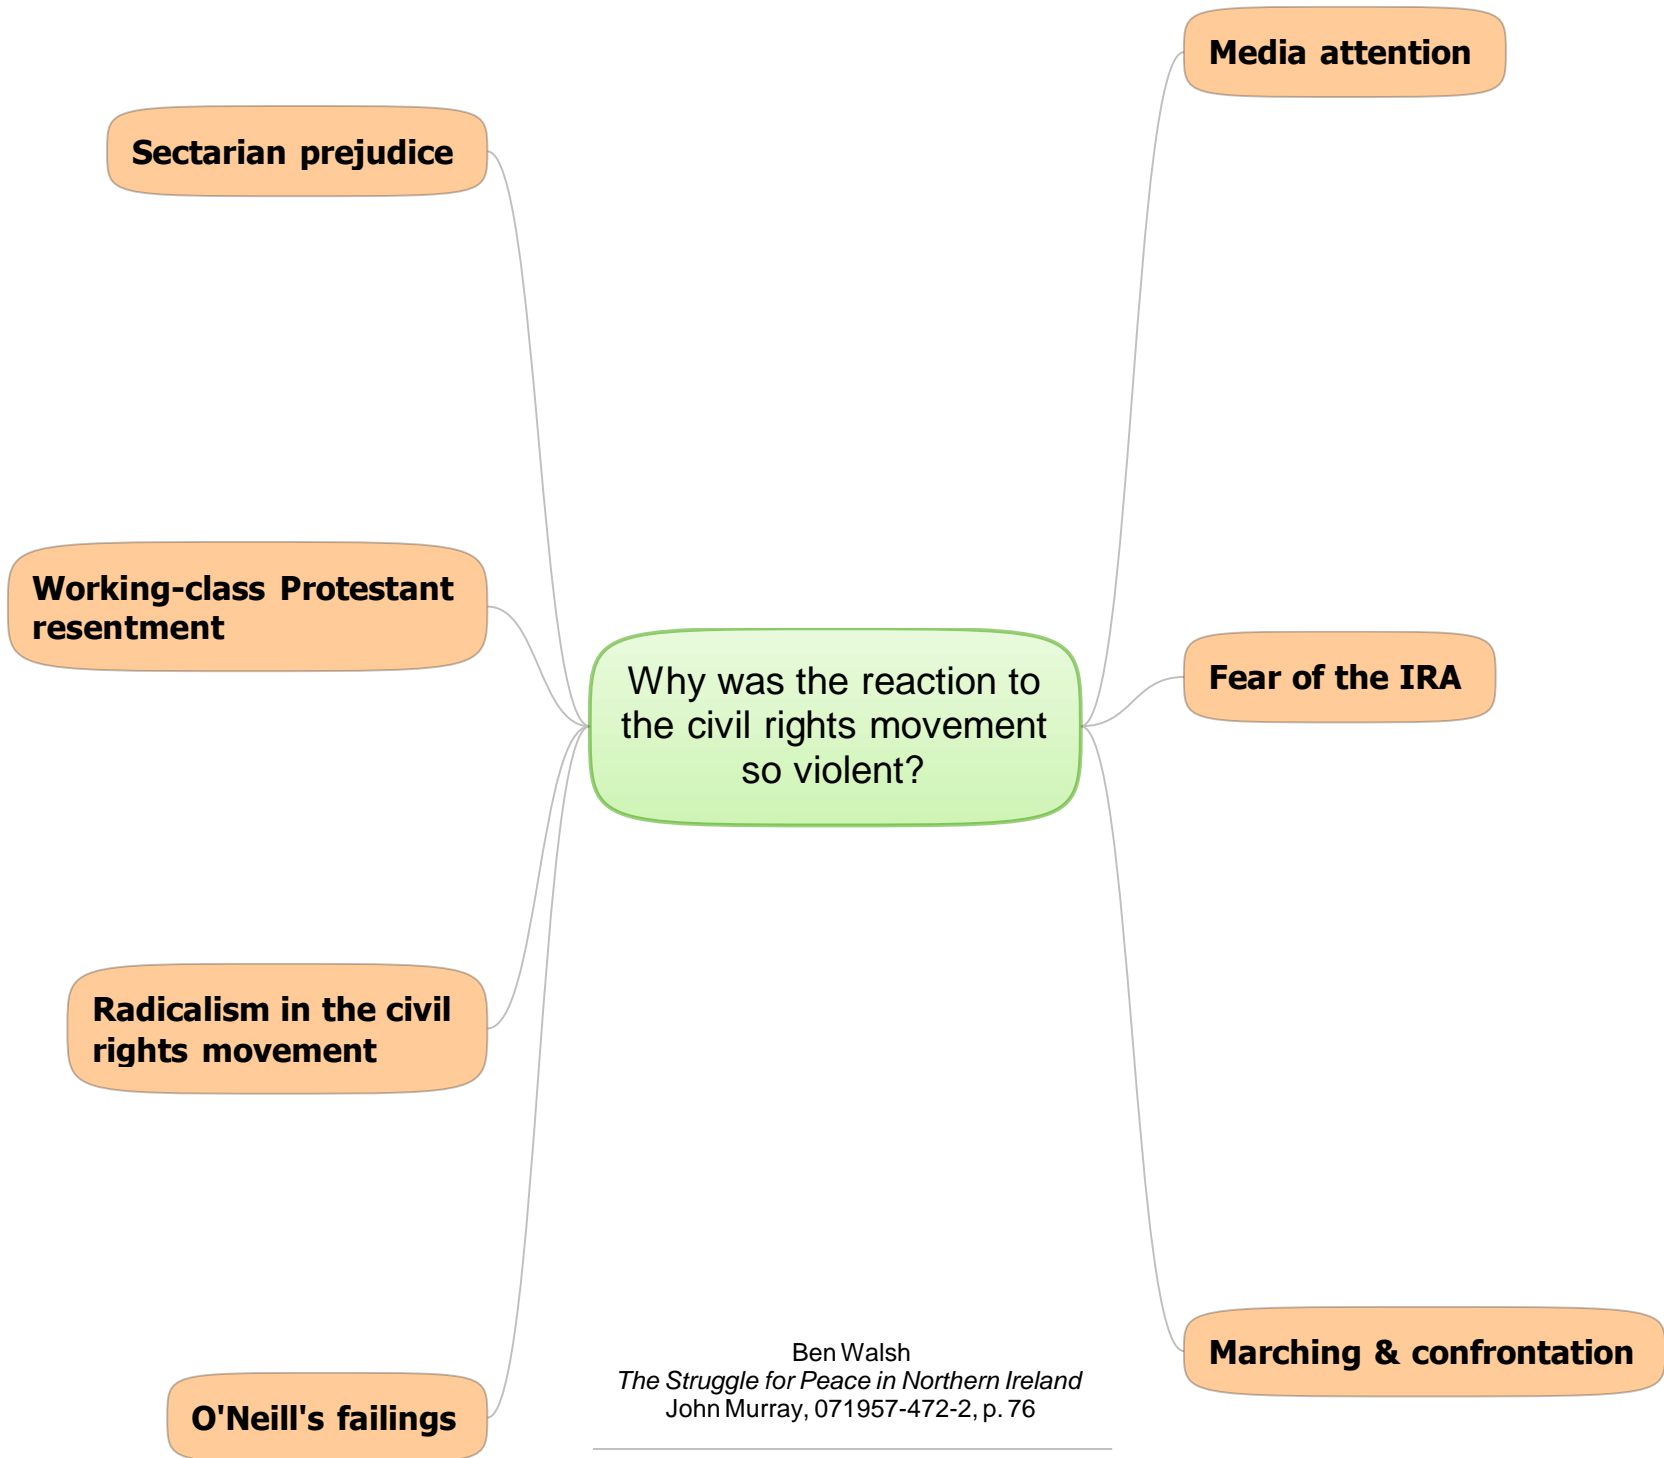 Media attention
Sectarian prejudice
Working-class Protestant
resentment
Why was the reaction to
the civil rights movement
so violent?
Fear of the IRA
Radicalism in the civil
rights movement
Marching & confrontation
O'Neill's failings
Ben Walsh
The Struggle for Peace in Northern Ireland
John Murray, 071957-472-2, p. 76